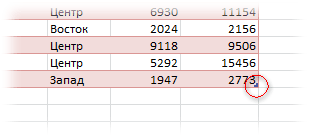 Центр 6930 11154
Восток 2024 2156
Центр 9118 9506
Центр 5292 15456
Запад 1947 2773